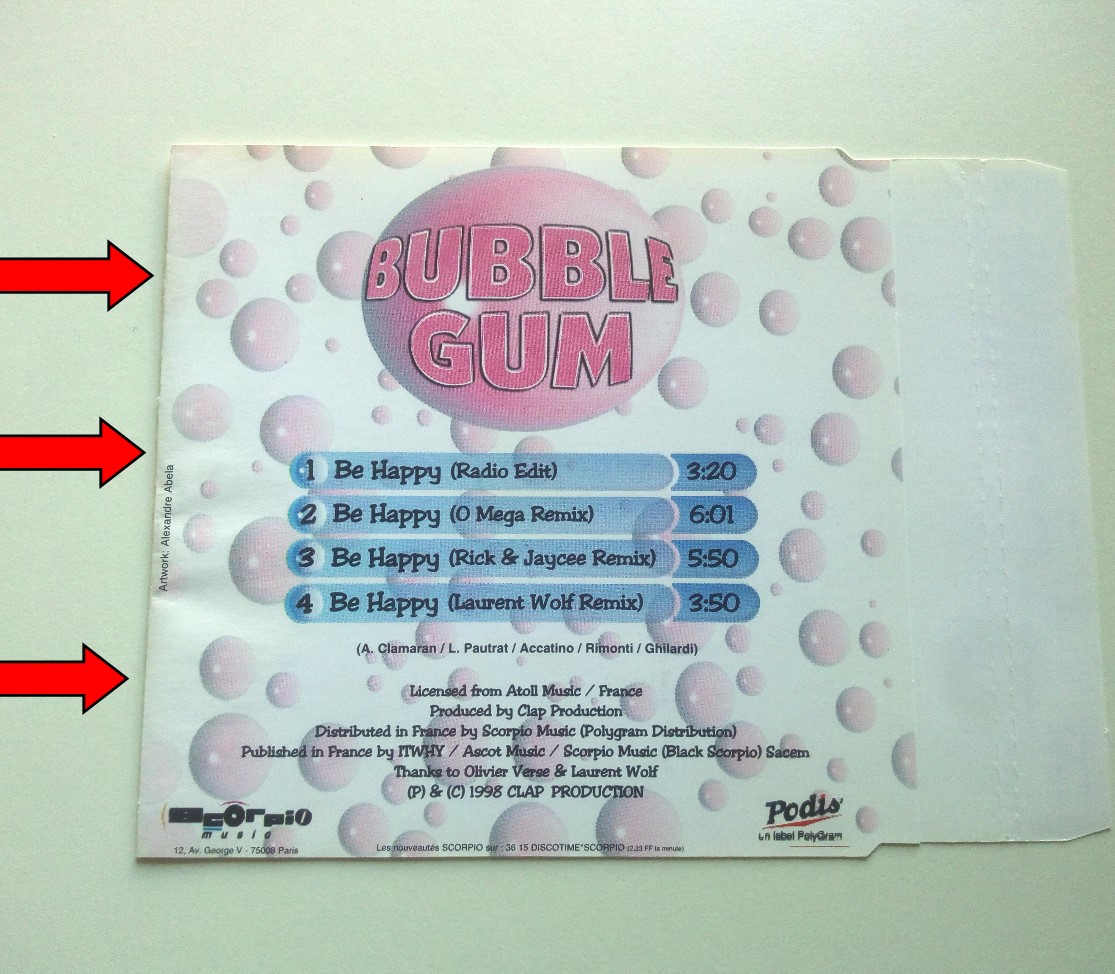 BUBBLE
GUM
1 Be Happy (Radio Edit) 3:20
2 Be Happy (O Mega Remix) 6:01
3 Be Happy (Rick & Jaycee Remix) 5:50
4 Be Happy (Laurent Wolf Remix) 3:50
(A. Clamaran / L. Pautrat / Accatino / Rimonti / Ghilardi)
Licensed from Atoll Music / France
Produced by Clap Production
Distributed in France by Scorpio Music (Polygram Distribution)
Published in France by ITWHY / Ascot Music / Scorpio Music (Black Scorpio) Sacem
Thanks to Olivier Verse & Laurent Wolf
(P) & (C) 1998 CLAP PRODUCTION
Artwork: Alexandre Abela
Scorpio
music
12, Av. George V - 75008 Paris
Les nouveautés SCORPIO sur : 36 15 DISCOTIME*SCORPIO (2.23 FF la minute)
Podis
Un label PolyGram